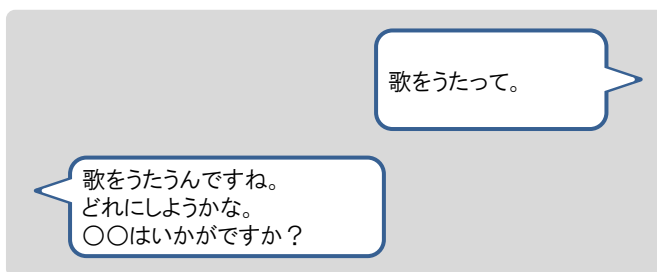 歌をうたって。
歌をうたうんですね。
どれにしようかな。
○○はいかがですか？